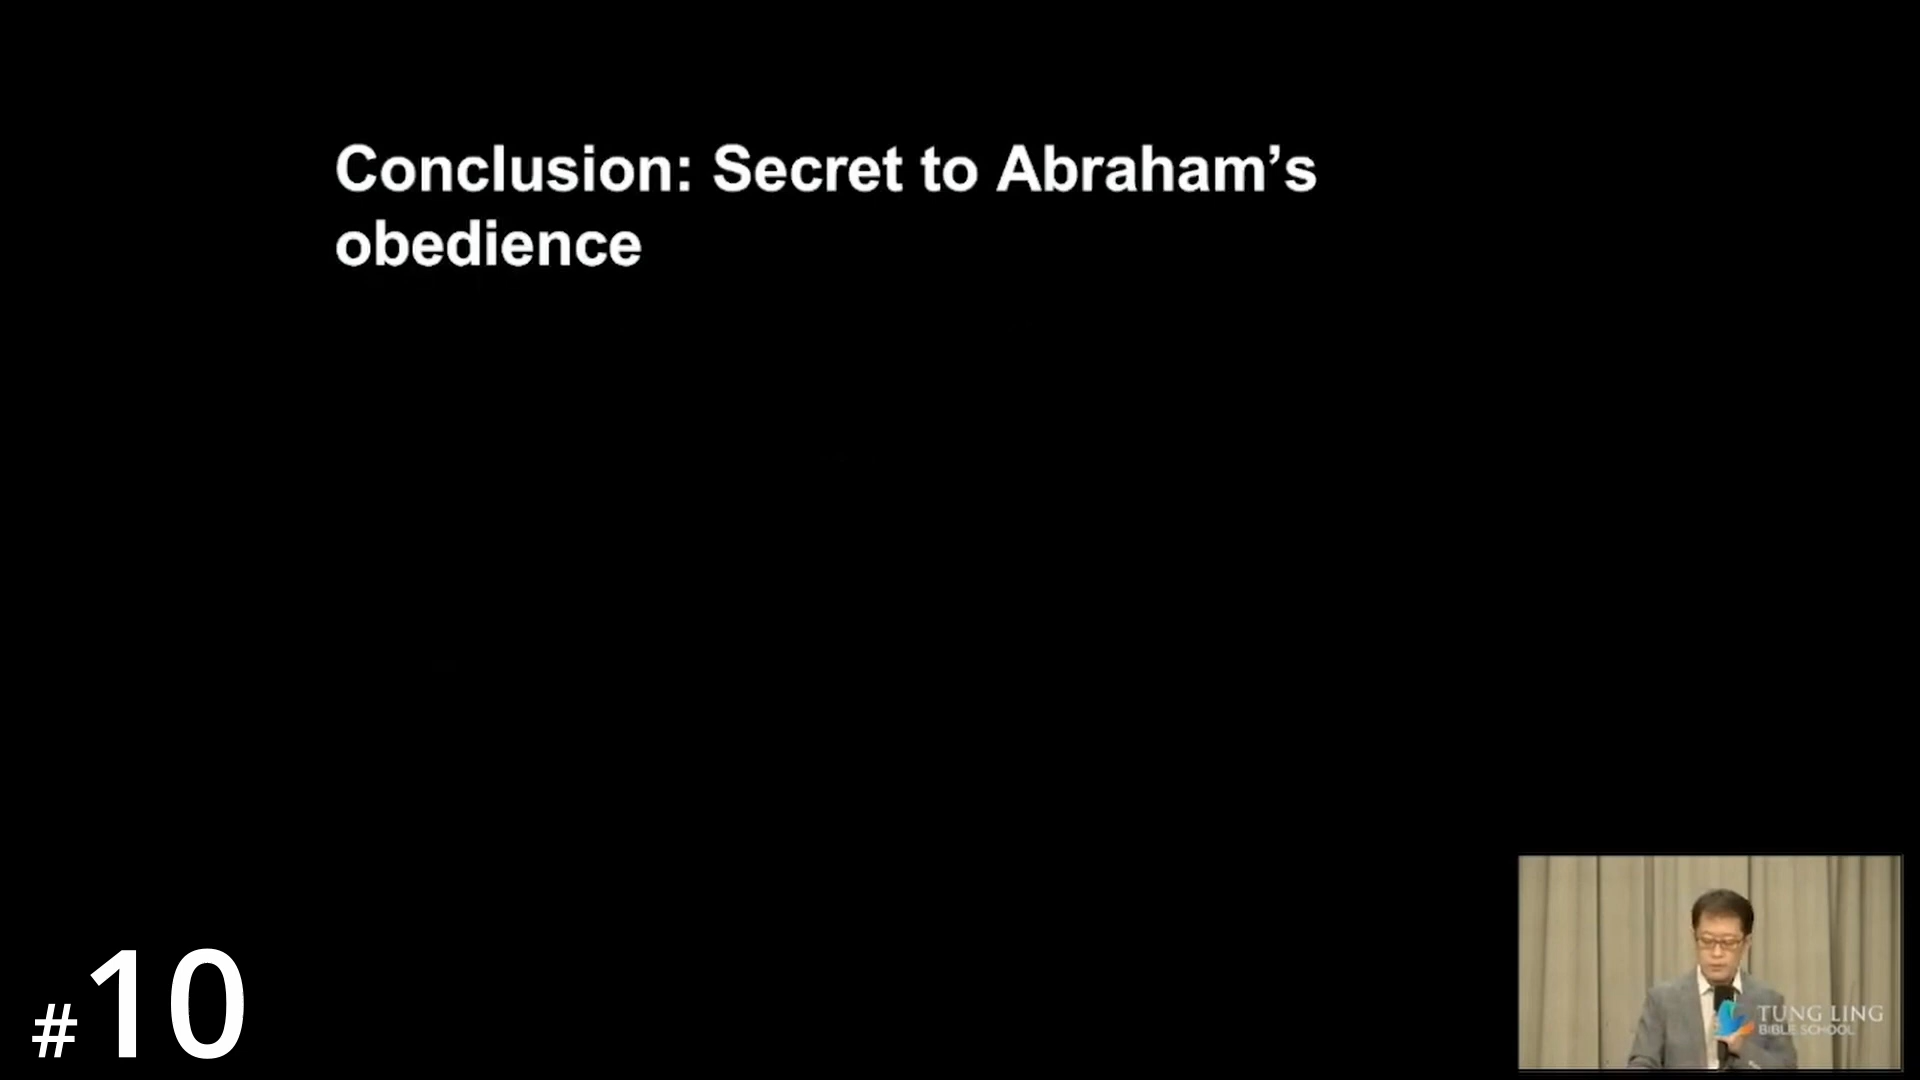 Conclusion: Secret to Abraham’s
obedience
#10
TUNG LING
BIBLE SCHOOL